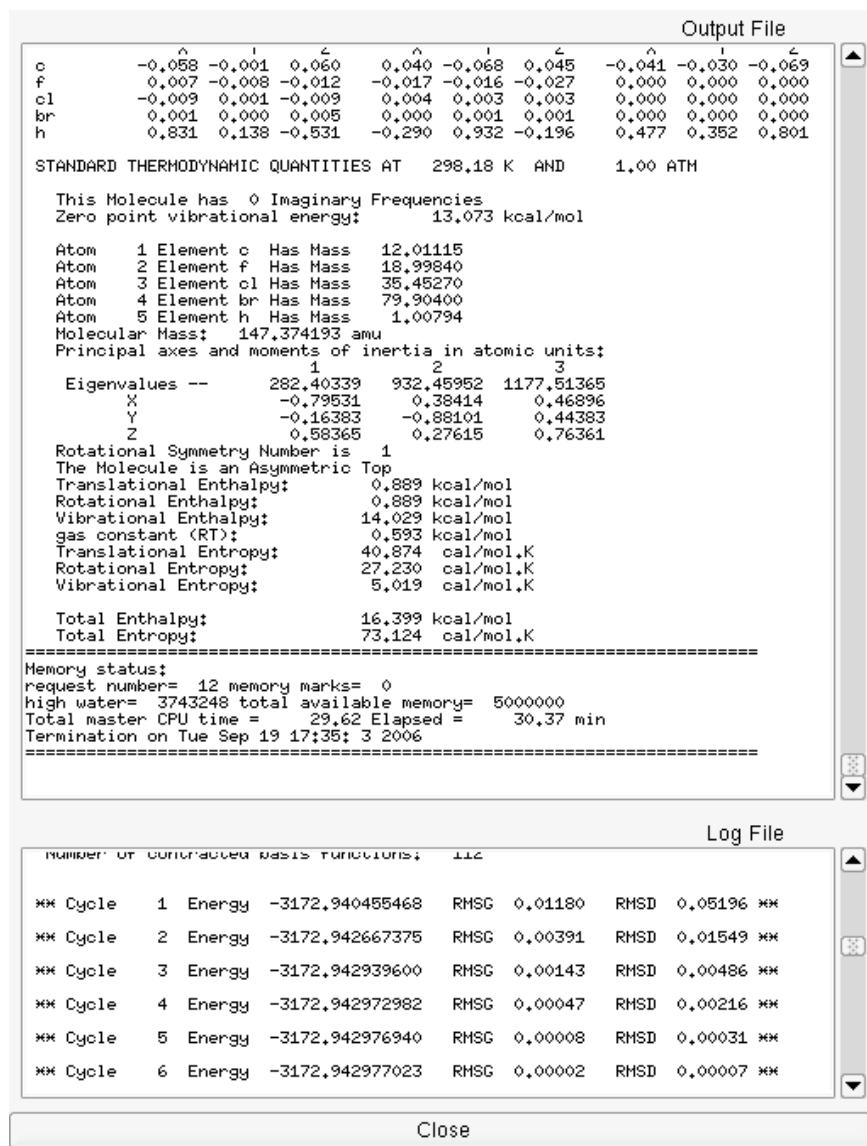 Output File
c -0.058 -0.001 0.060 0.040 -0.068 0.045 -0.041 -0.030 -0.069
f 0.007 -0.008 -0.012 -0.017 -0.016 -0.027 0.000 0.000 0.000
cl -0.009 0.001 -0.009 0.004 0.003 0.003 0.000 0.000 0.000
br 0.001 0.000 0.005 0.000 0.001 0.001 0.000 0.000 0.000
h 0.831 0.138 -0.531 -0.290 0.932 -0.196 0.477 0.352 0.801
STANDARD THERMODYNAMIC QUANTITIES AT 298.18 K AND 1.00 ATM
This Molecule has 0 Imaginary Frequencies
Zero point vibrational energy: 13.073 kcal/mol
Atom 1 Element c Has Mass 12.01115
Atom 2 Element f Has Mass 18.99840
Atom 3 Element cl Has Mass 35.45270
Atom 4 Element br Has Mass 79.90400
Atom 5 Element h Has Mass 1.00794
Molecular Mass: 147.374193 amu
Principal axes and moments of inertia in atomic units:
1 2 3
Eigenvalues -- 282.40339 932.45952 1177.51365
X -0.79531 0.38414 0.46896
Y -0.16383 -0.88101 0.44383
Z 0.58365 0.27615 0.76361
Rotational Symmetry Number is 1
The Molecule is an Asymmetric Top
Translational Enthalpy: 0.889 kcal/mol
Rotational Enthalpy: 0.889 kcal/mol
Vibrational Enthalpy: 14.029 kcal/mol
gas constant (RT): 0.593 kcal/mol
Translational Entropy: 40.874 cal/mol.K
Rotational Entropy: 27.230 cal/mol.K
Vibrational Entropy: 5.019 cal/mol.K
Total Enthalpy: 16.399 kcal/mol
Total Entropy: 73.124 cal/mol.K
==========================================================================
Memory status:
request number= 12 memory marks= 0
high water= 3743248 total available memory= 5000000
Total master CPU time = 29.62 Elapsed = 30.37 min
Termination on Tue Sep 19 17:35: 3 2006
==========================================================================
Log File
Number of contracted basis functions: 112
** Cycle 1 Energy -3172.940455468 RMSG 0.01180 RMSD 0.05196 **
** Cycle 2 Energy -3172.942667375 RMSG 0.00391 RMSD 0.01549 **
** Cycle 3 Energy -3172.942939600 RMSG 0.00143 RMSD 0.00486 **
** Cycle 4 Energy -3172.942972982 RMSG 0.00047 RMSD 0.00216 **
** Cycle 5 Energy -3172.942976940 RMSG 0.00008 RMSD 0.00031 **
** Cycle 6 Energy -3172.942977023 RMSG 0.00002 RMSD 0.00007 **
Close